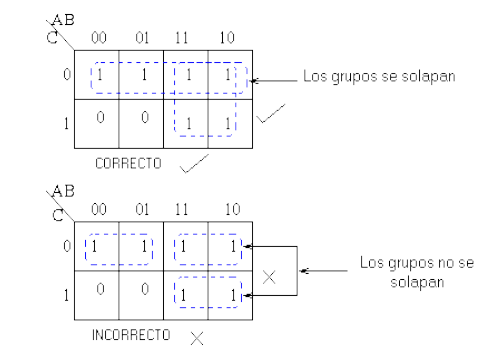 AB
C 00 01 11 10
0 1 1 1 1 Los grupos se solapan
1 0 0 1 1
CORRECTO
AB
C 00 01 11 10
0 1 1 1 1
Los grupos no se
solapan
1 0 0 1 1
INCORRECTO